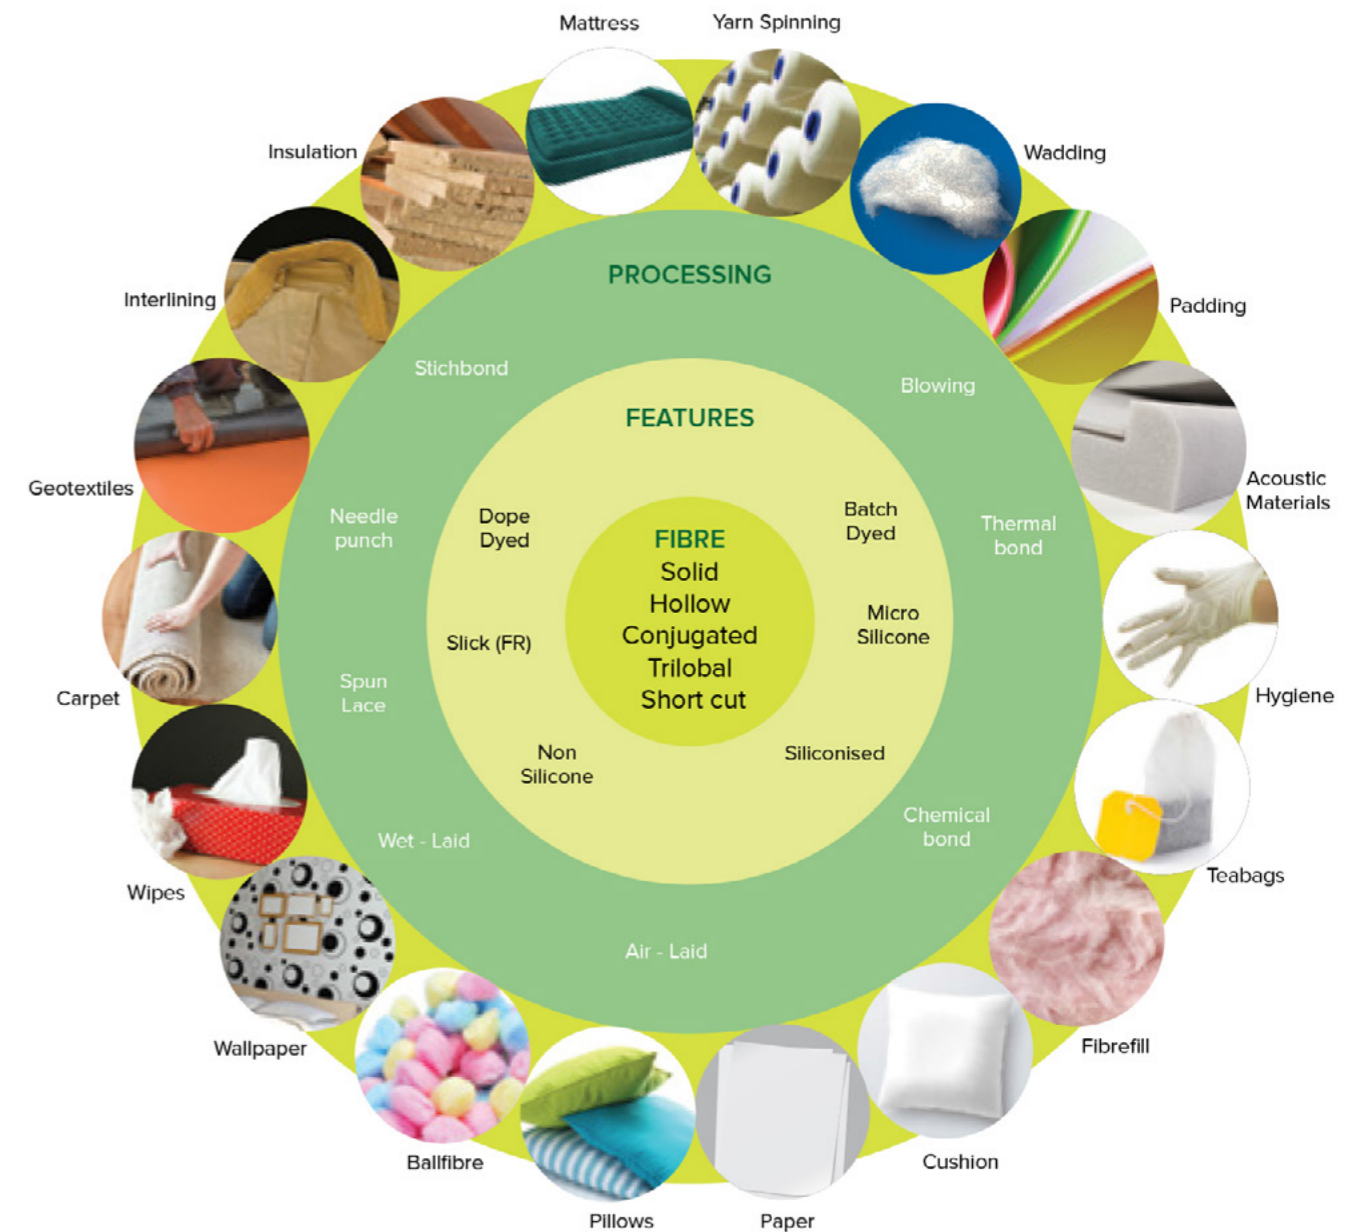 Mattress
Yarn Spinning
Insulation
Wadding
Interlining
Padding
Geotextiles
Acoustic
Materials
Carpet
Hygiene
Wipes
Teabags
Wallpaper
Fibrefill
Ballfibre
Cushion
Pillows
Paper
PROCESSING
Stichbond
Blowing
Needle
punch
Thermal
bond
Spun
Lace
Chemical
bond
Wet - Laid
Air - Laid
FEATURES
Dope
Dyed
Batch
Dyed
Slick (FR)
Micro
Silicone
Non
Silicone
Siliconised
FIBRE
Solid
Hollow
Conjugated
Trilobal
Short cut